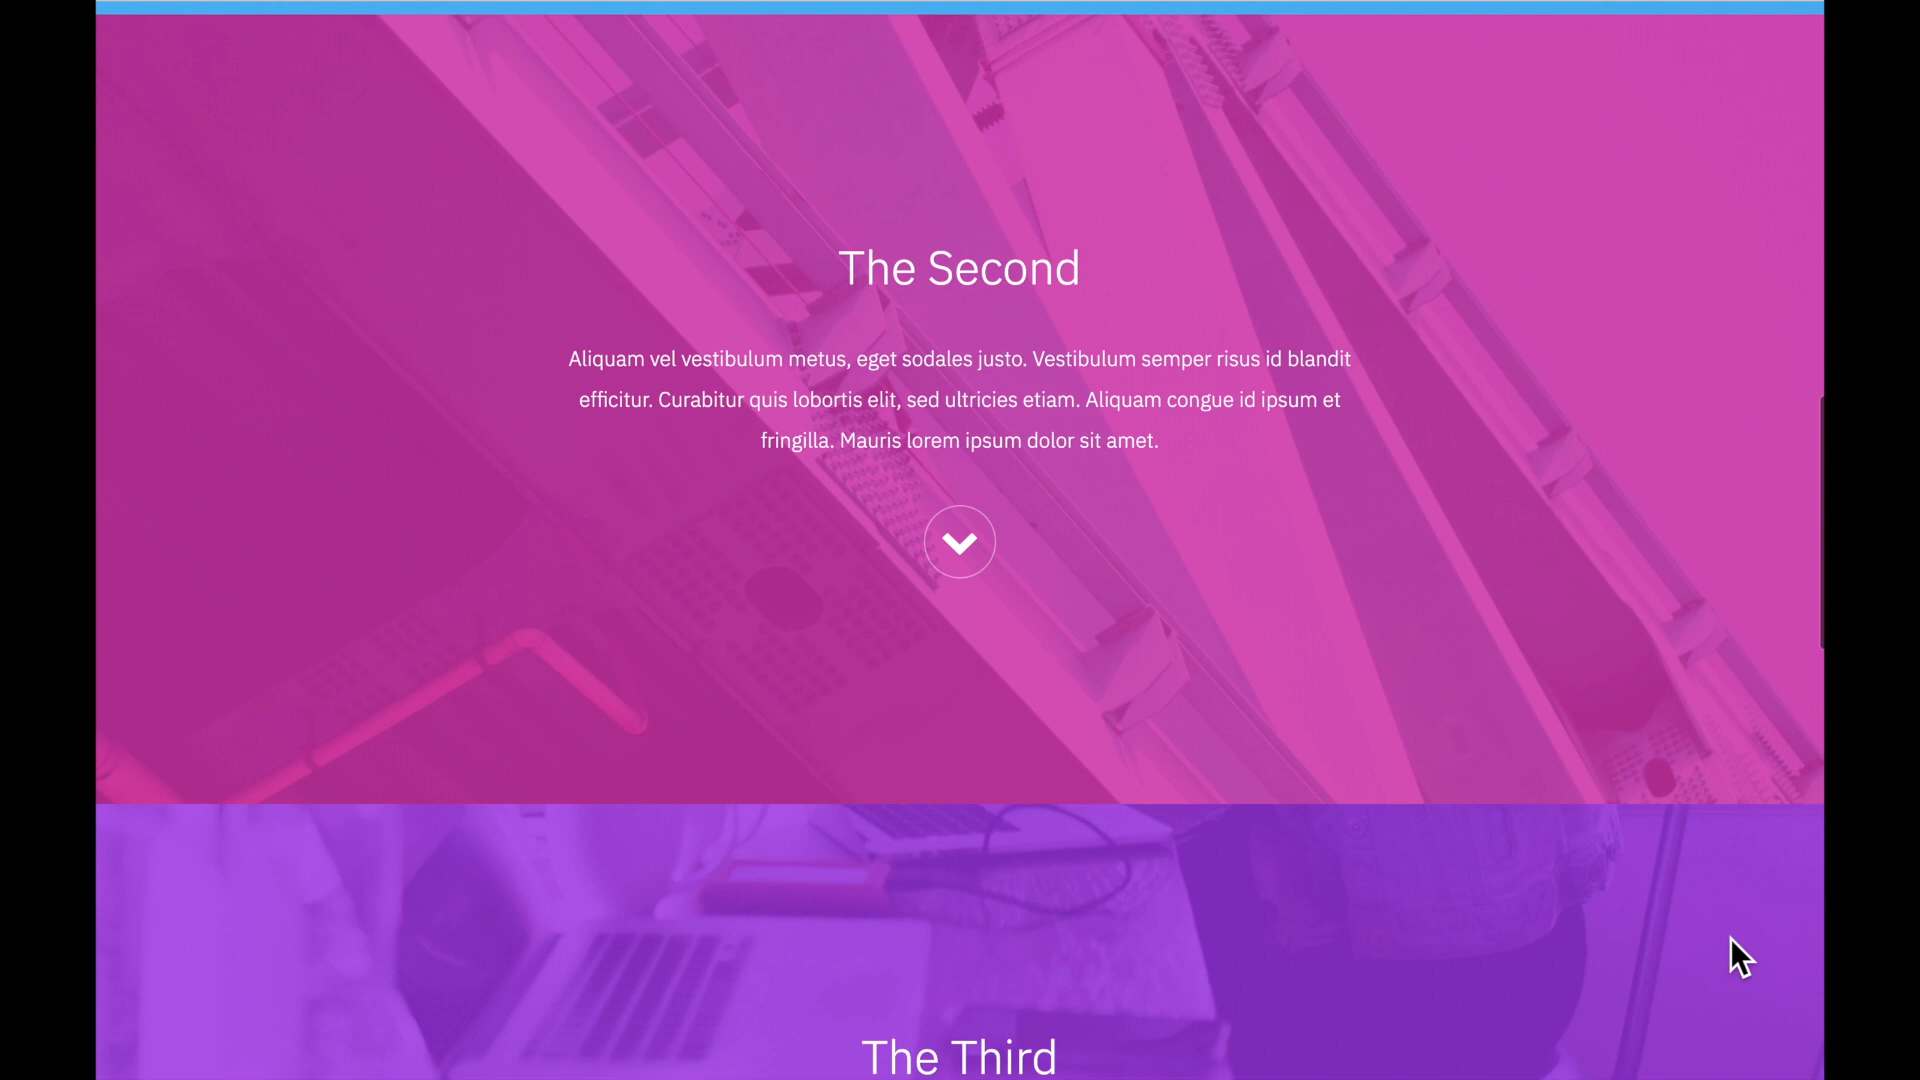 The Second
Aliquam vel vestibulum metus, eget sodales justo. Vestibulum semper risus id blandit
efficitur. Curabitur quis lobortis elit, sed ultricies etiam. Aliquam congue id ipsum et
fringilla. Mauris lorem ipsum dolor sit amet.
The Third